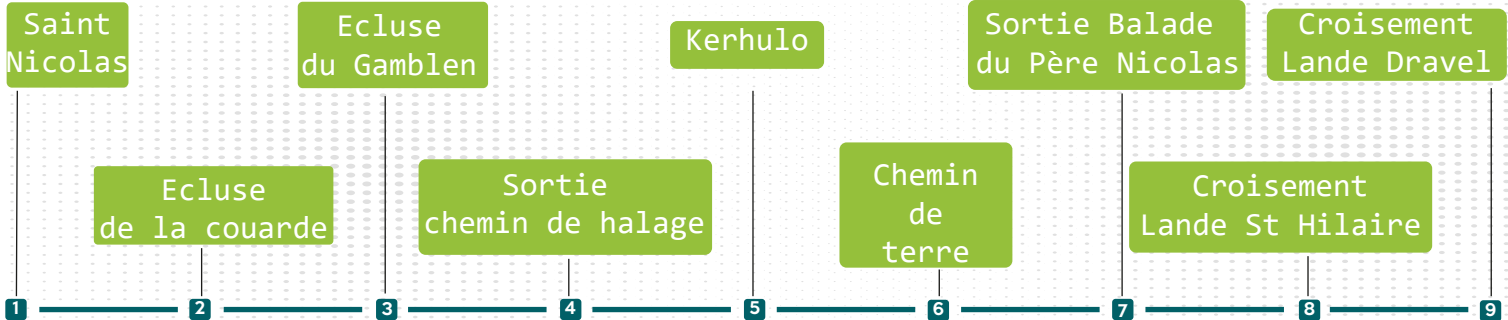 Saint
Nicolas
Ecluse
de la couarde
Ecluse
du Gamblen
Sortie
chemin de halage
Kerhulo
Chemin
de
terre
Sortie Balade
du Père Nicolas
Croisement
Lande St Hilaire
Croisement
Lande Dravel
1 2 3 4 5 6 7 8 9